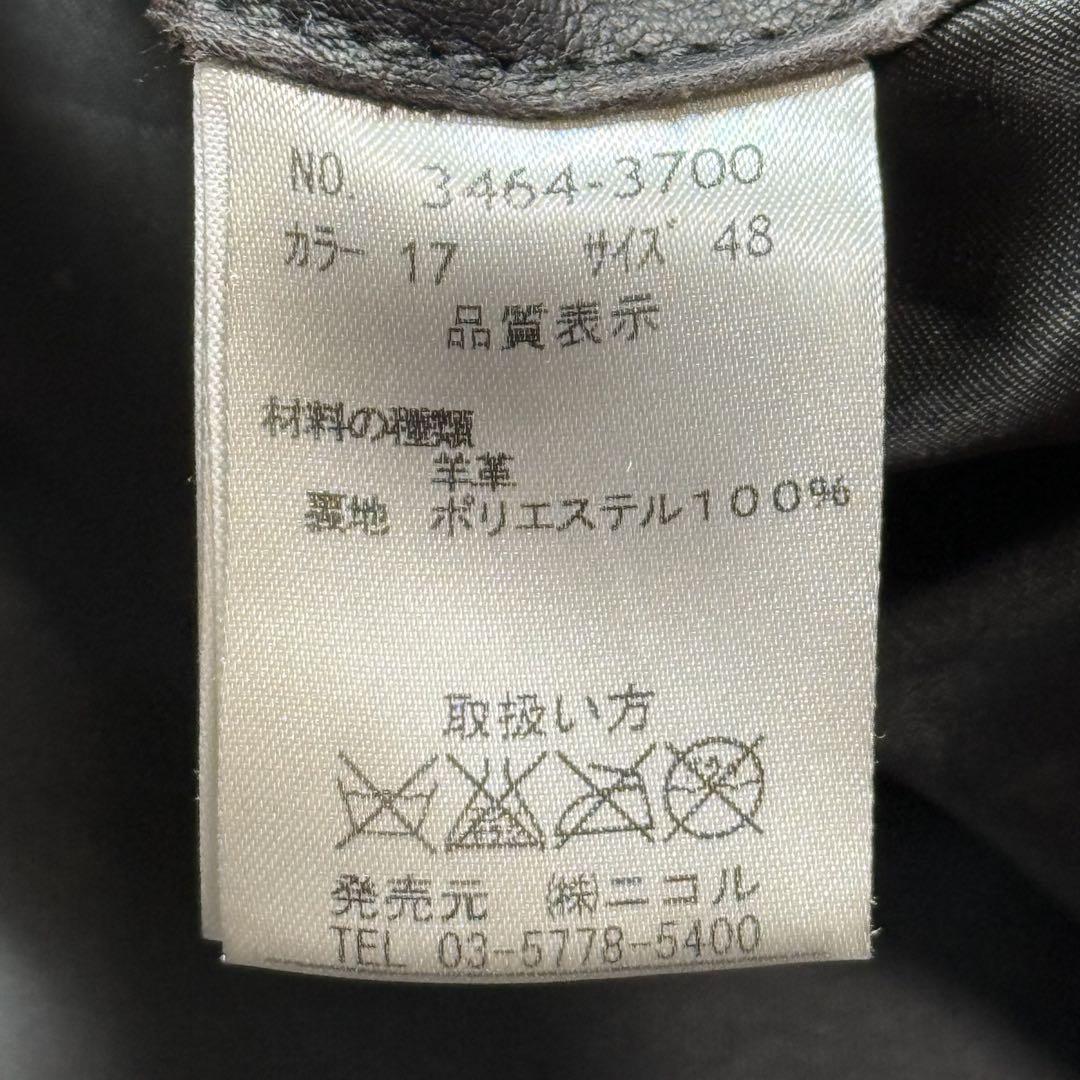 NO. 3464-3700
カラー 17 サイズ 48
品質表示
材料の種類
羊革
裏地 ポリエステル100%
取扱い方
発売元 ㈱ニコル
TEL 03-5778-5400